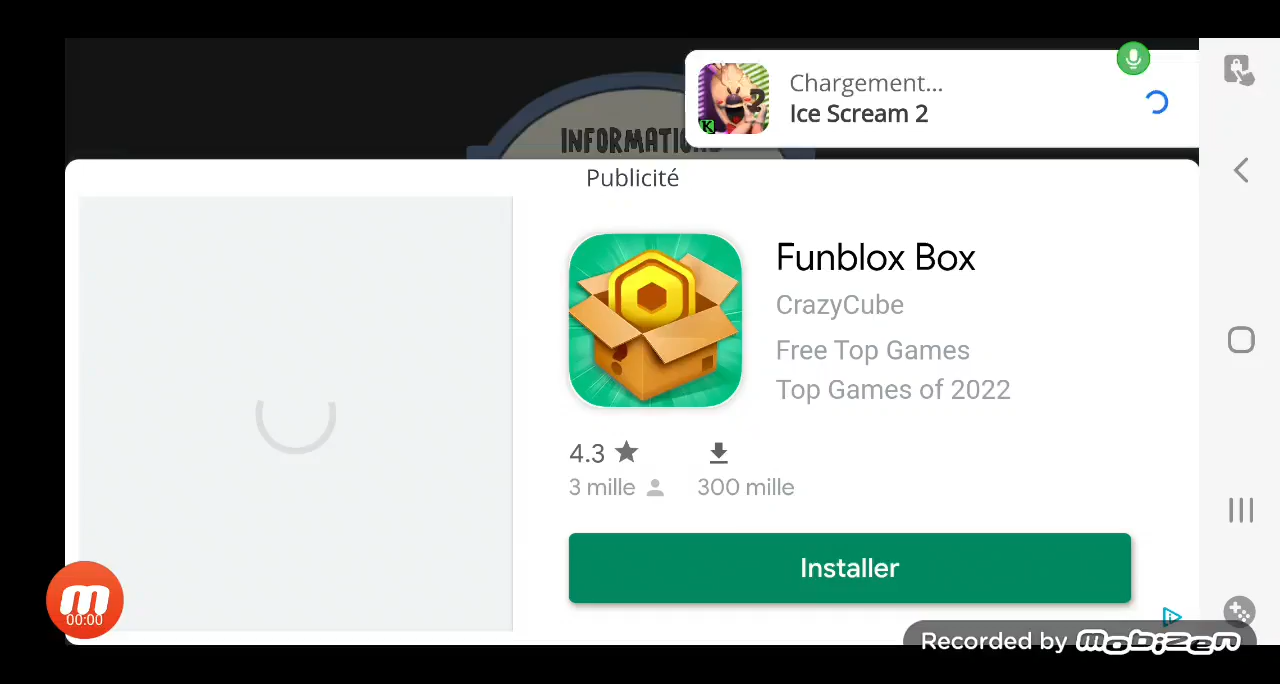 Chargement...
Ice Scream 2
K
INFORMATIONS
Publicité
Funblox Box
CrazyCube
Free Top Games
Top Games of 2022
4.3
3 mille
300 mille
Installer
00:00
Recorded by mobizen